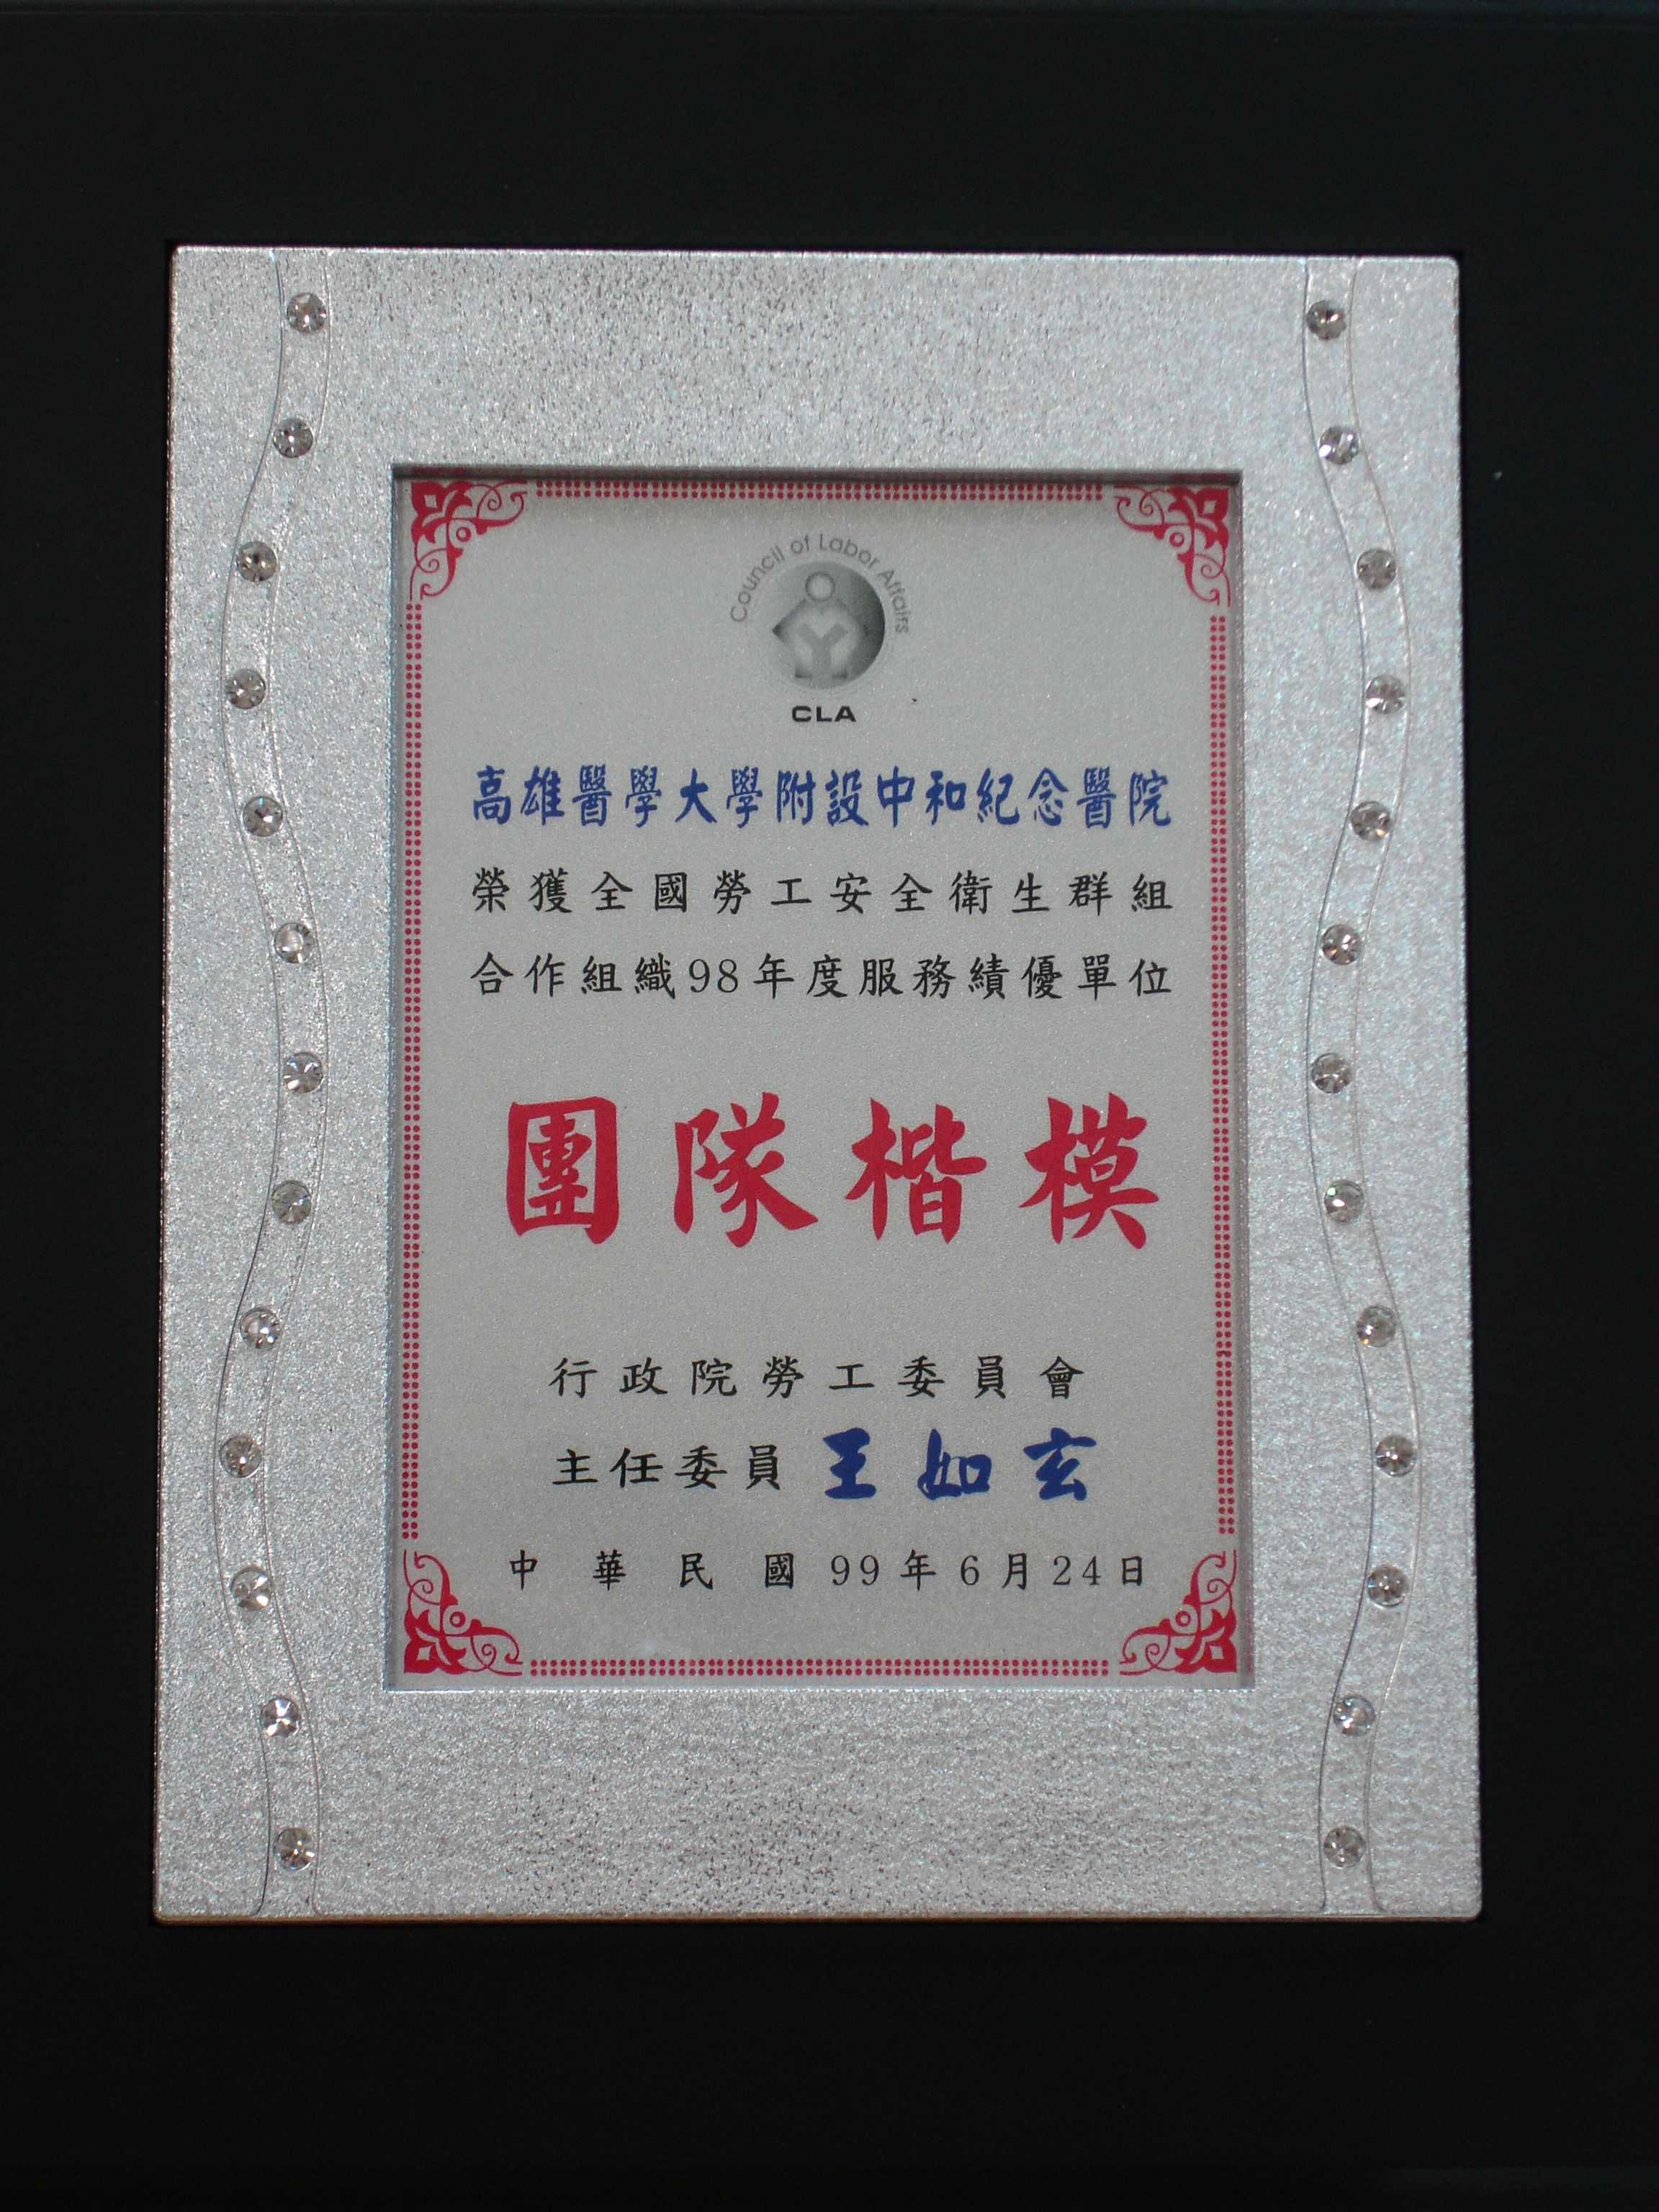 Council of Labor Affairs
CLA
高雄醫學大學附設中和紀念醫院
榮獲全國勞工安全衛生群組
合作組織98年度服務績優單位
團隊楷模
行政院勞工委員會
主任委員 王如玄
中華民國99年6月24日